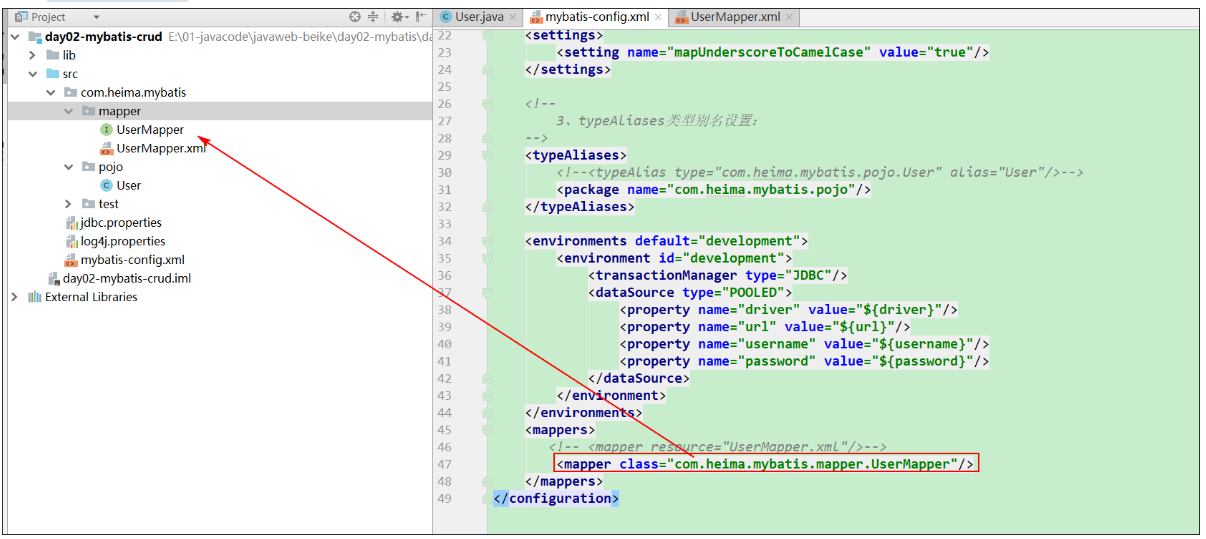 Project
day02-mybatis-crud E:\01-javacode\javaweb-beike\day02-mybatis\da
lib
src
com.heima.mybatis
mapper
UserMapper
UserMapper.xml
pojo
User
test
jdbc.properties
log4j.properties
mybatis-config.xml
day02-mybatis-crud.iml
External Libraries
User.java
mybatis-config.xml
UserMapper.xml
22 <settings>
23 <setting name="mapUnderscoreToCamelCase" value="true"/>
24 </settings>
25
26 <!--
27 3、typeAliases类型别名设置：
28 -->
29 <typeAliases>
30 <!--<typeAlias type="com.heima.mybatis.pojo.User" alias="User"/>-->
31 <package name="com.heima.mybatis.pojo"/>
32 </typeAliases>
33
34 <environments default="development">
35 <environment id="development">
36 <transactionManager type="JDBC"/>
37 <dataSource type="POOLED">
38 <property name="driver" value="${driver}"/>
39 <property name="url" value="${url}"/>
40 <property name="username" value="${username}"/>
41 <property name="password" value="${password}"/>
42 </dataSource>
43 </environment>
44 </environments>
45 <mappers>
46 <!-- <mapper resource="UserMapper.xml"/>-->
47 <mapper class="com.heima.mybatis.mapper.UserMapper"/>
48 </mappers>
49 </configuration>